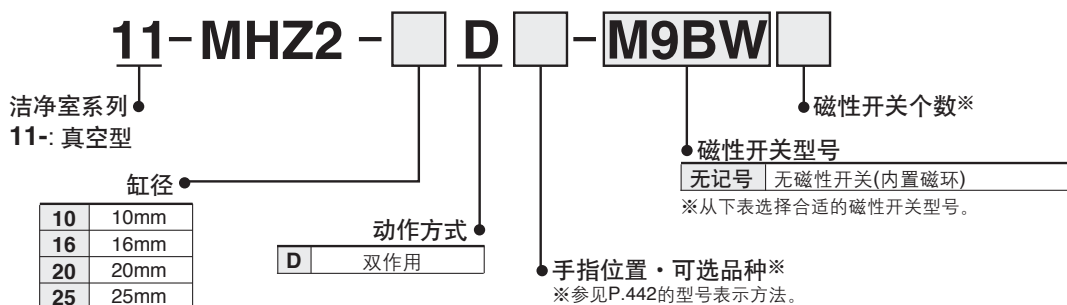 11-MHZ2-D-M9BW
洁净室系列
11-: 真空型
磁性开关个数※
磁性开关型号
无记号 无磁性开关(内置磁环)
※从下表选择合适的磁性开关型号。
缸径
10 10mm
16 16mm
20 20mm
25 25mm
动作方式
D 双作用
手指位置・可选品种※
※参见P.442的型号表示方法。